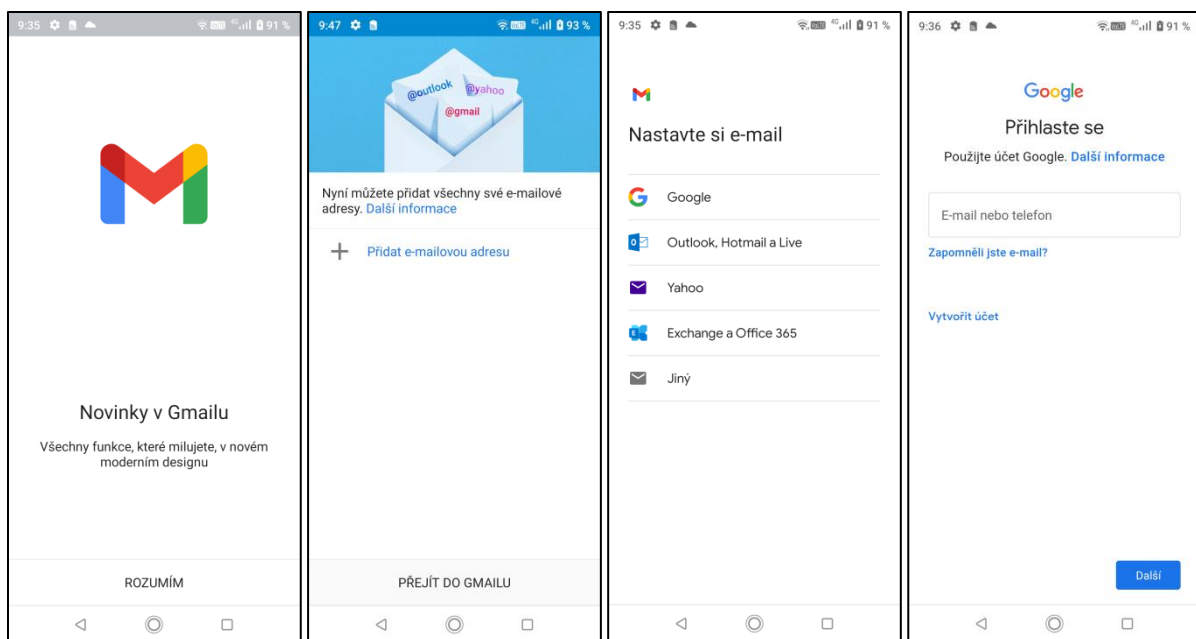 9:35
91 %
Novinky v Gmailu
Všechny funkce, které milujete, v novém
moderním designu
ROZUMÍM
9:47
4G
93 %
@outlook
@yahoo
@gmail
Nyní můžete přidat všechny své e-mailové
adresy. Další informace
Přidat e-mailovou adresu
PŘEJÍT DO GMAILU
9:35
4G
91 %
Nastavte si e-mail
Google
Outlook, Hotmail a Live
Yahoo
Exchange a Office 365
Jiný
9:36
4G
91 %
Google
Přihlaste se
Použijte účet Google. Další informace
E-mail nebo telefon
Zapomněli jste e-mail?
Vytvořit účet
Další